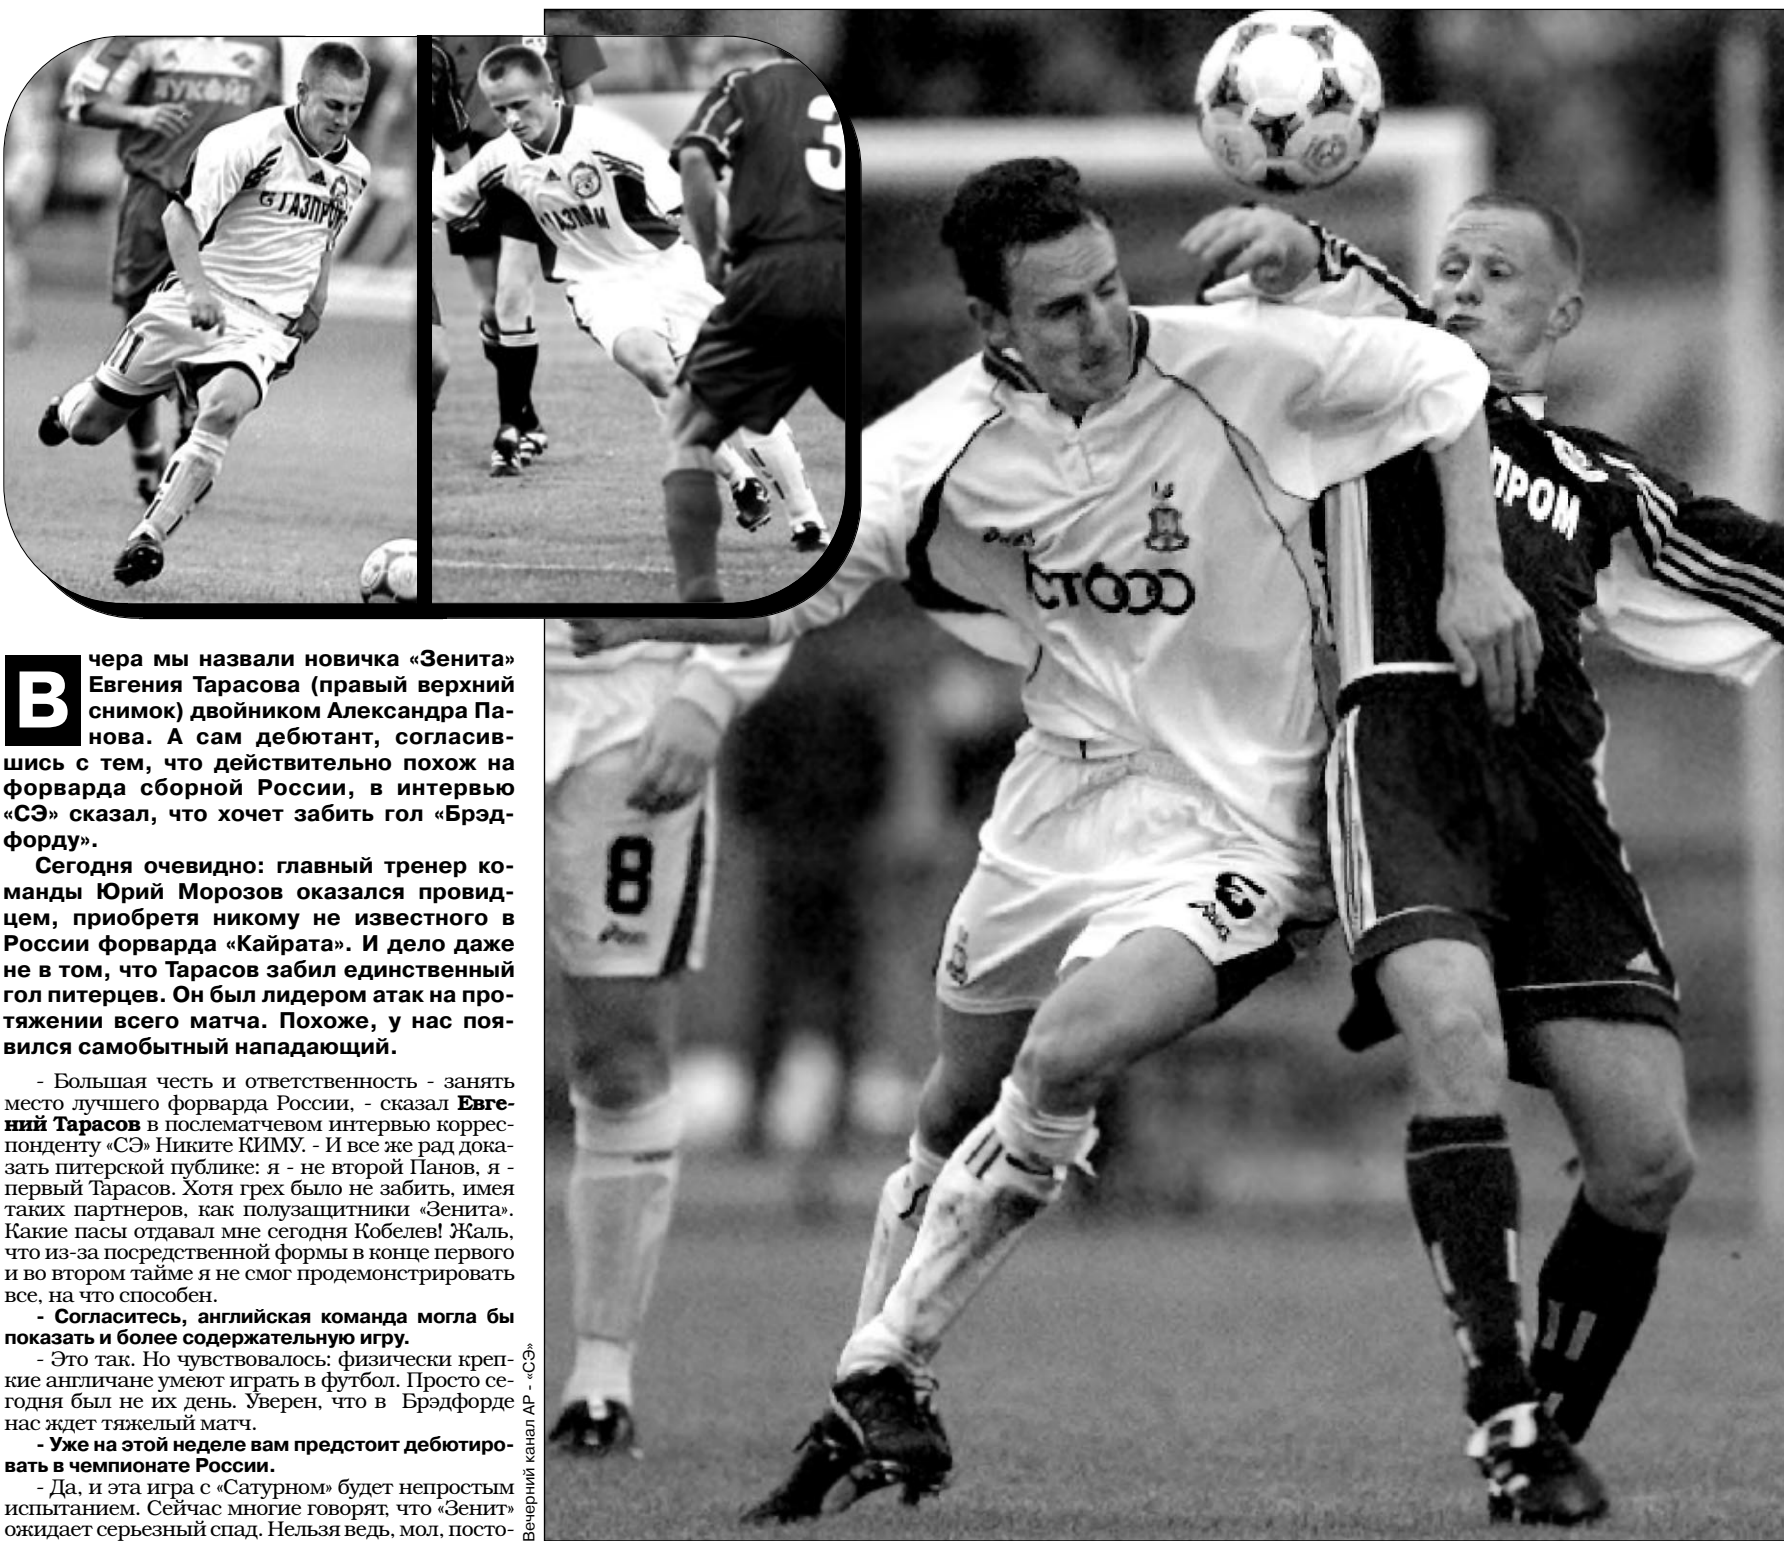 ЛУКОЙЛ
ГАЗПРОМ
11
3
ПРОМ
8
Вчера мы назвали новичка «Зенита»
Евгения Тарасова (правый верхний
снимок) двойником Александра Па-
нова. А сам дебютант, согласив-
шись с тем, что действительно похож на
форварда сборной России, в интервью
«СЭ» сказал, что хочет забить гол «Брэд-
форду».
Сегодня очевидно: главный тренер ко-
манды Юрий Морозов оказался провид-
цем, приобретя никому не известного в
России форварда «Кайрата». И дело даже
не в том, что Тарасов забил единственный
гол питерцев. Он был лидером атак на про-
тяжении всего матча. Похоже, у нас поя-
вился самобытный нападающий.
- Большая честь и ответственность - занять
место лучшего форварда России, - сказал Евге-
ний Тарасов в послематчевом интервью коррес-
понденту «СЭ» Никите КИМУ. - И все же рад дока-
зать питерской публике: я - не второй Панов, я -
первый Тарасов. Хотя грех было не забить, имея
таких партнеров, как полузащитники «Зенита».
Какие пасы отдавал мне сегодня Кобелев! Жаль,
что из-за посредственной формы в конце первого
и во втором тайме я не смог продемонстрировать
все, на что способен.
- Согласитесь, английская команда могла бы
показать и более содержательную игру.
- Это так. Но чувствовалось: физически креп-
кие англичане умеют играть в футбол. Просто се-
годня был не их день. Уверен, что в Брэдфорде
нас ждет тяжелый матч.
- Уже на этой неделе вам предстоит дебютиро-
вать в чемпионате России.
- Да, и эта игра с «Сатурном» будет непростым
испытанием. Сейчас многие говорят, что «Зенит»
ожидает серьезный спад. Нельзя ведь, мол, посто-
Вечерний канал АР - «СЭ»